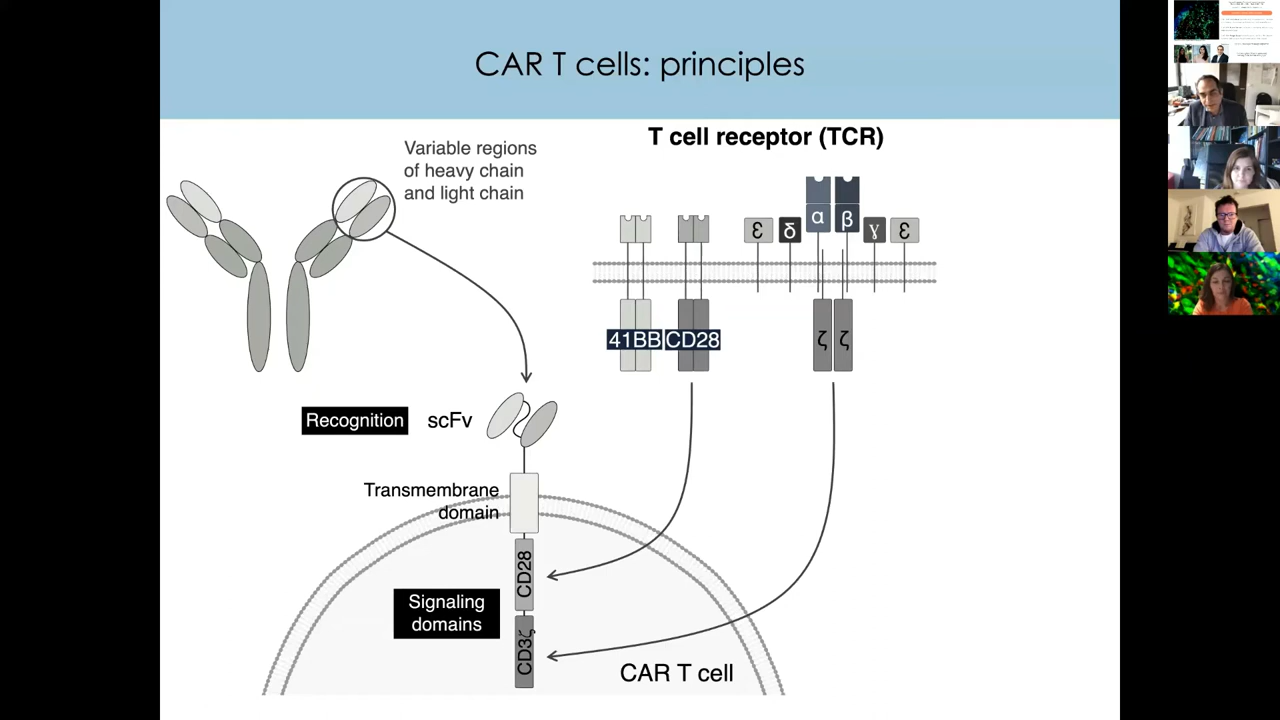 CAR T cells: principles
T cell receptor (TCR)
Variable regions
of heavy chain
and light chain
ε
δ
α
β
ɣ
ε
41BB
CD28
ζ
ζ
Recognition
scFv
Transmembrane
domain
CD28
Signaling
domains
CD3ζ
CAR T cell